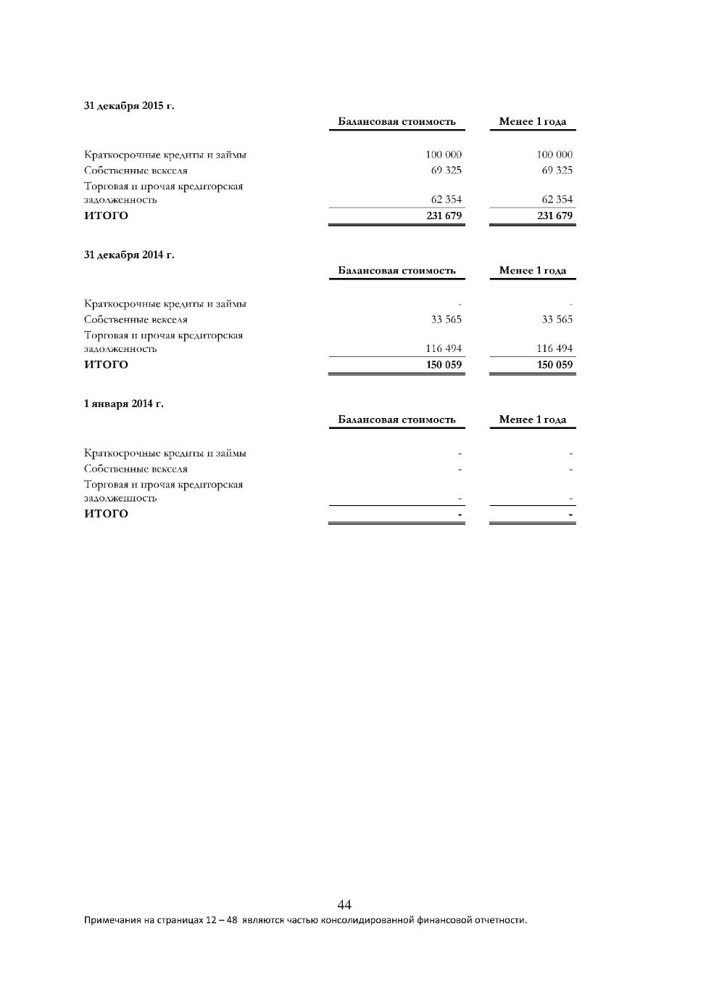 31 декабря 2015 г.
Балансовая стоимость Менее 1 года
Краткосрочные кредиты и займы 100 000 100 000
Собственные векселя 69 325 69 325
Торговая и прочая кредиторская
задолженность 62 354 62 354
ИТОГО 231 679 231 679
31 декабря 2014 г.
Балансовая стоимость Менее 1 года
Краткосрочные кредиты и займы - -
Собственные векселя 33 565 33 565
Торговая и прочая кредиторская
задолженность 116 494 116 494
ИТОГО 150 059 150 059
1 января 2014 г.
Балансовая стоимость Менее 1 года
Краткосрочные кредиты и займы - -
Собственные векселя - -
Торговая и прочая кредиторская
задолженность - -
ИТОГО - -
44
Примечания на страницах 12 – 48 являются частью консолидированной финансовой отчетности.